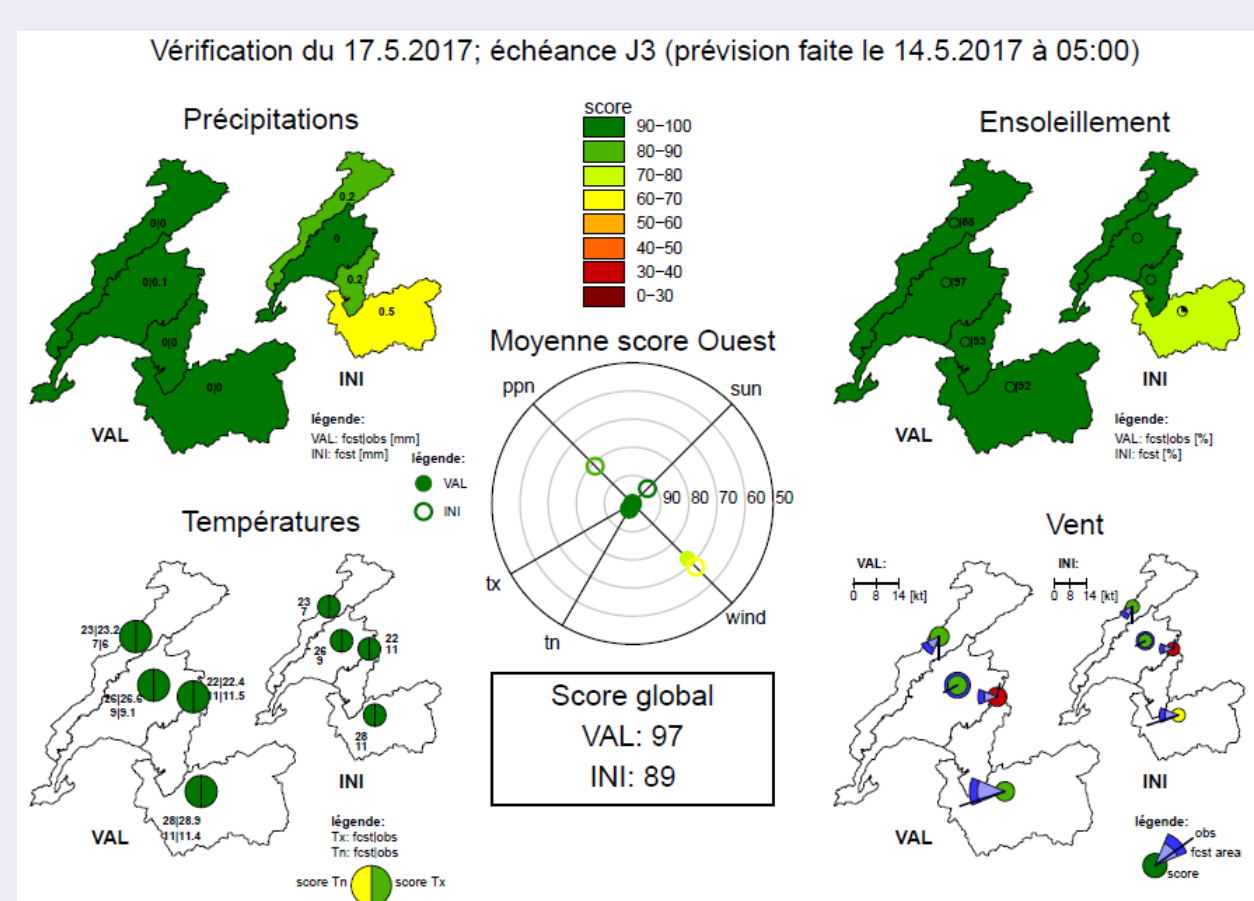 Vérification du 17.5.2017; échéance J3 (prévision faite le 14.5.2017 à 05:00)
Précipitations
0|0
0|0.1
0|0
0|0
VAL
0.2
0
0.2
0.5
INI
légende:
VAL: fcst|obs [mm]
INI: fcst [mm]
score
90−100
80−90
70−80
60−70
50−60
40−50
30−40
0−30
Ensoleillement
|88
|97
|93
|92
VAL
INI
légende:
VAL: fcst|obs [%]
INI: fcst [%]
Moyenne score Ouest
légende:
VAL
INI
ppn
sun
90 80 70 60 50
tx
tn
wind
Score global
VAL: 97
INI: 89
Températures
23|23.2
7|6
26|26.6
9|9.1
22|22.4
11|11.5
28|28.9
11|11.4
VAL
23
7
26
9
22
11
28
11
INI
légende:
Tx: fcst|obs
Tn: fcst|obs
score Tn
score Tx
Vent
VAL:
0 8 14 [kt]
INI:
0 8 14 [kt]
VAL
INI
légende:
obs
fcst area
score